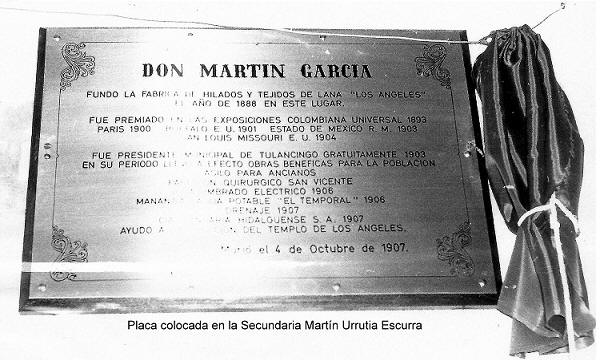 DON MARTIN GARCIA
FUNDO LA FABRICA DE HILADOS Y TEJIDOS DE LANA "LOS ANGELES"
EL AÑO DE 1888 EN ESTE LUGAR.
FUE PREMIADO EN LAS EXPOSICIONES COLOMBIANA UNIVERSAL 1893
PARIS 1900 BUFFALO E. U. 1901 ESTADO DE MEXICO R. M. 1903
SAN LOUIS MISSOURI E. U. 1904
FUE PRESIDENTE MUNICIPAL DE TULANCINGO GRATUITAMENTE 1903
EN SU PERIODO A EFECTO OBRAS BENEFICAS PARA LA POBLACION
ASILO PARA ANCIANOS
QUIRURGICO SAN VICENTE
ELECTRICO 1906
POTABLE "EL TEMPORAL" 1906
DRENAJE 1907
HIDALGUENSE S. A. 1907
AYUDO DEL TEMPLO DE LOS ANGELES.
Murió el 4 de Octubre de 1907.
Placa colocada en la Secundaria Martín Urrutia Escurra